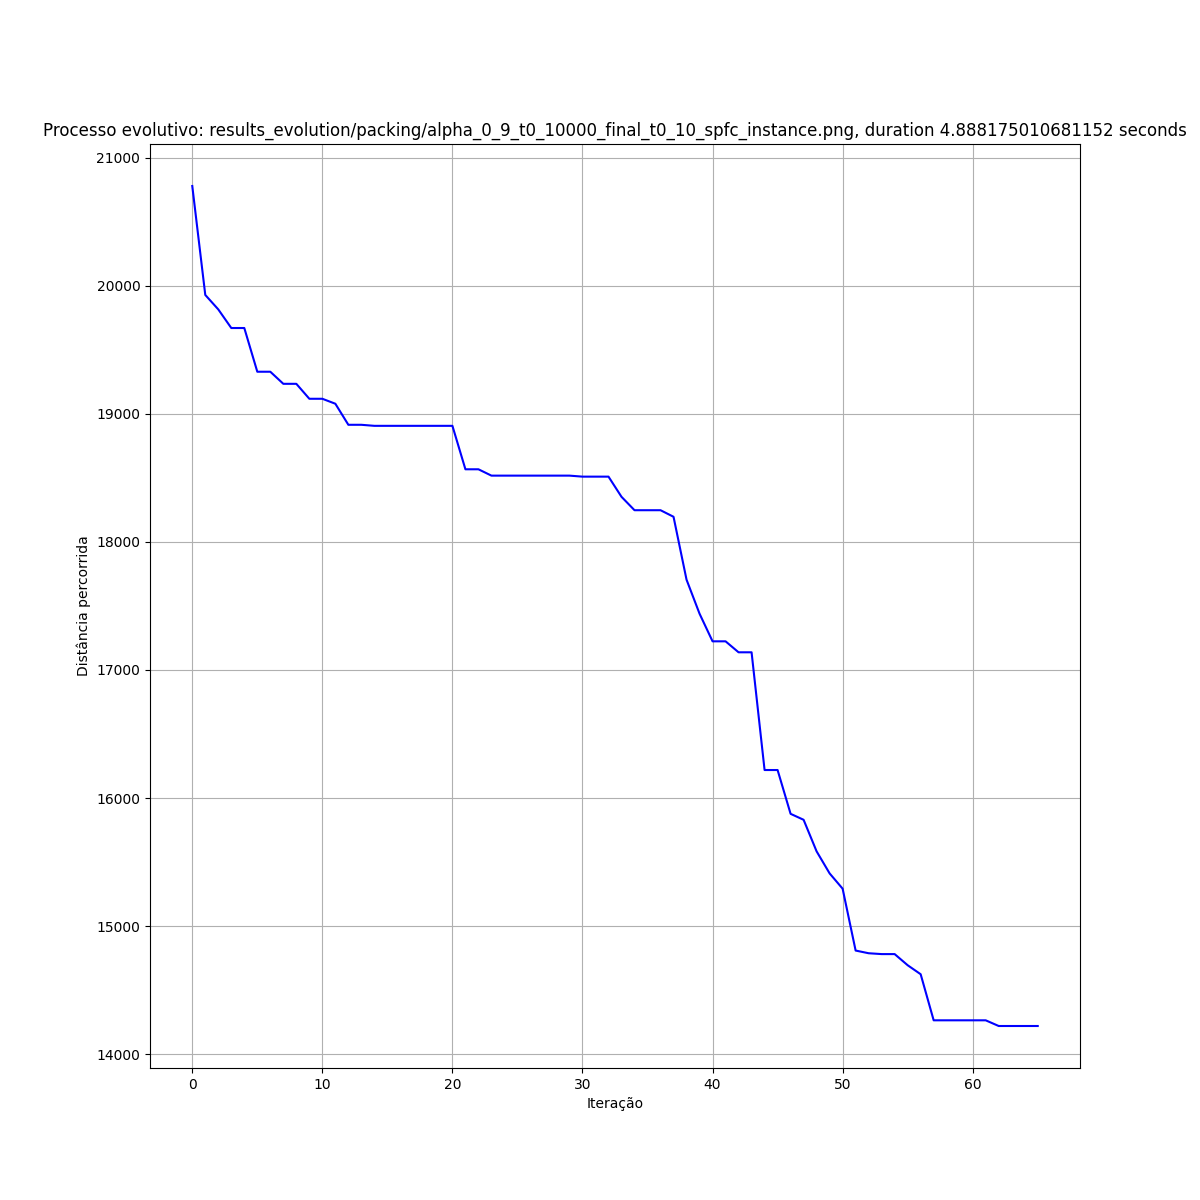 Processo evolutivo: results_evolution/packing/alpha_0_9_t0_10000_final_t0_10_spfc_instance.png, duration 4.888175010681152 seconds
21000
20000
19000
18000
17000
16000
15000
14000
Distância percorrida
0 10 20 30 40 50 60
Iteração